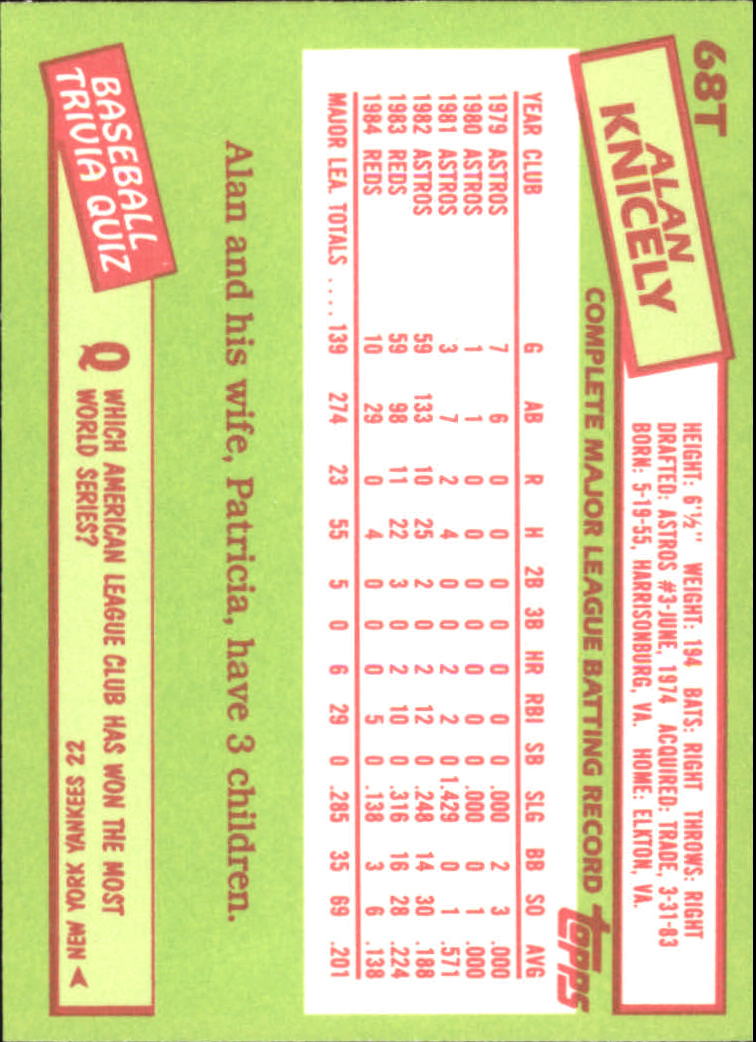 68T
ALAN
KNICELY
HEIGHT: 6'½" WEIGHT: 194 BATS: RIGHT THROWS: RIGHT
DRAFTED: ASTROS #3-JUNE, 1974 ACQUIRED: TRADE, 3-31-83
BORN: 5-19-55, HARRISONBURG, VA. HOME: ELKTON, VA.
COMPLETE MAJOR LEAGUE BATTING RECORD
topps
YEAR CLUB G AB R H 2B 3B HR RBI SB SLG BB SO AVG
1979 ASTROS 7 6 0 0 0 0 0 0 0 .000 2 3 .000
1980 ASTROS 1 1 0 0 0 0 0 0 0 .000 0 1 .000
1981 ASTROS 3 7 2 4 0 0 2 2 0 1.429 0 1 .571
1982 ASTROS 59 133 10 25 2 0 2 12 0 .248 14 30 .188
1983 REDS 59 98 11 22 3 0 2 10 0 .316 16 28 .224
1984 REDS 10 29 0 4 0 0 0 5 0 .138 3 6 .138
MAJOR LEA. TOTALS .... 139 274 23 55 5 0 6 29 0 .285 35 69 .201
Alan and his wife, Patricia, have 3 children.
BASEBALL
TRIVIA QUIZ
Q WHICH AMERICAN LEAGUE CLUB HAS WON THE MOST
WORLD SERIES?
A NEW YORK YANKEES 22